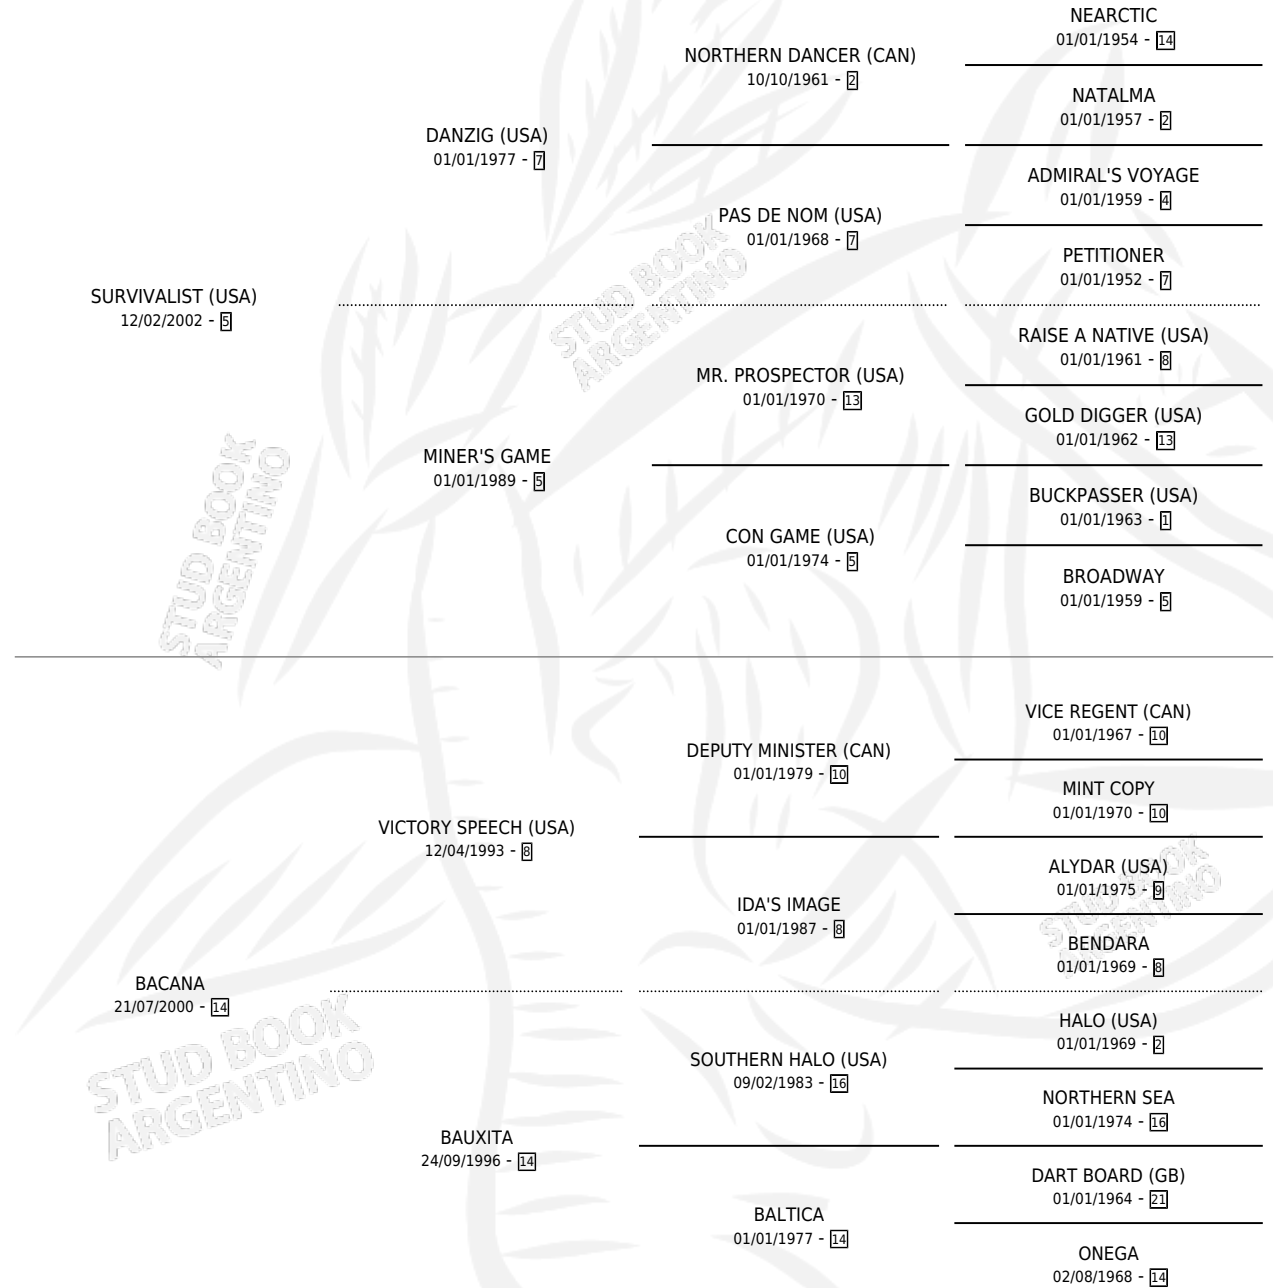 NEARCTIC
01/01/1954 - 14
NORTHERN DANCER (CAN)
10/10/1961 - 2
NATALMA
01/01/1957 - 2
DANZIG (USA)
01/01/1977 - 7
ADMIRAL'S VOYAGE
01/01/1959 - 4
PAS DE NOM (USA)
01/01/1968 - 7
PETITIONER
01/01/1952 - 7
SURVIVALIST (USA)
12/02/2002 - 5
STUD BOOK
ARGENTINO
RAISE A NATIVE (USA)
01/01/1961 - 8
MR. PROSPECTOR (USA)
01/01/1970 - 13
GOLD DIGGER (USA)
01/01/1962 - 13
MINER'S GAME
01/01/1989 - 5
BUCKPASSER (USA)
01/01/1963 - 1
CON GAME (USA)
01/01/1974 - 5
BROADWAY
01/01/1959 - 5
STUD BOOK
ARGENTINO
VICE REGENT (CAN)
01/01/1967 - 10
DEPUTY MINISTER (CAN)
01/01/1979 - 10
MINT COPY
01/01/1970 - 10
VICTORY SPEECH (USA)
12/04/1993 - 8
ALYDAR (USA)
01/01/1975 - 9
IDA'S IMAGE
01/01/1987 - 8
BENDARA
01/01/1969 - 8
STUD BOOK
ARGENTINO
BACANA
21/07/2000 - 14
HALO (USA)
01/01/1969 - 2
SOUTHERN HALO (USA)
09/02/1983 - 16
NORTHERN SEA
01/01/1974 - 16
STUD BOOK
ARGENTINO
BAUXITA
24/09/1996 - 14
DART BOARD (GB)
01/01/1964 - 21
BALTICA
01/01/1977 - 14
ONEGA
02/08/1968 - 14